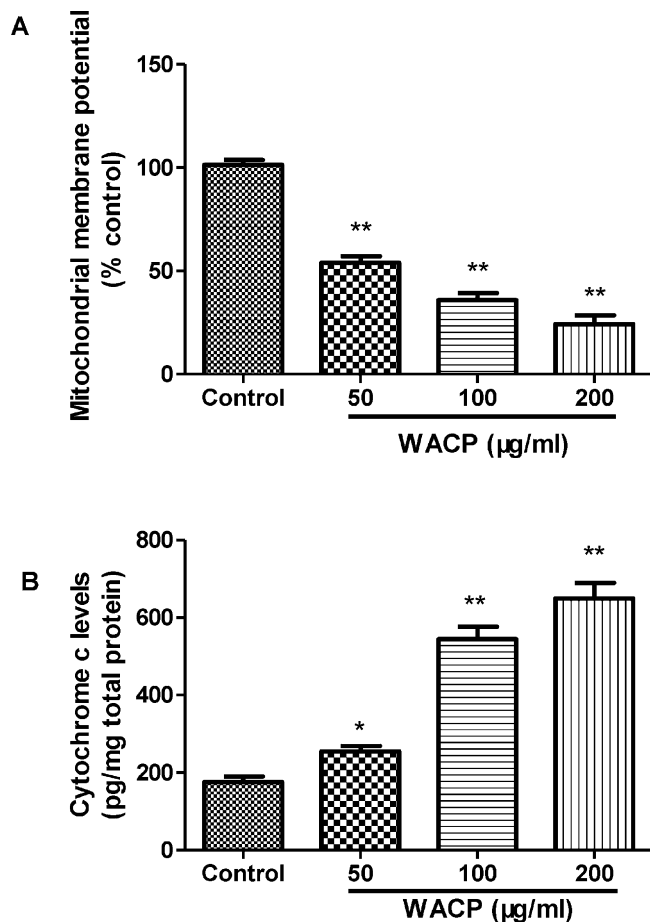 A
Mitochondrial membrane potential
(% control)
150
100
50
0
**
**
**
Control
50
100
200
WACP (µg/ml)
B
Cytochrome c levels
(pg/mg total protein)
800
600
400
200
0
*
**
**
Control
50
100
200
WACP (µg/ml)